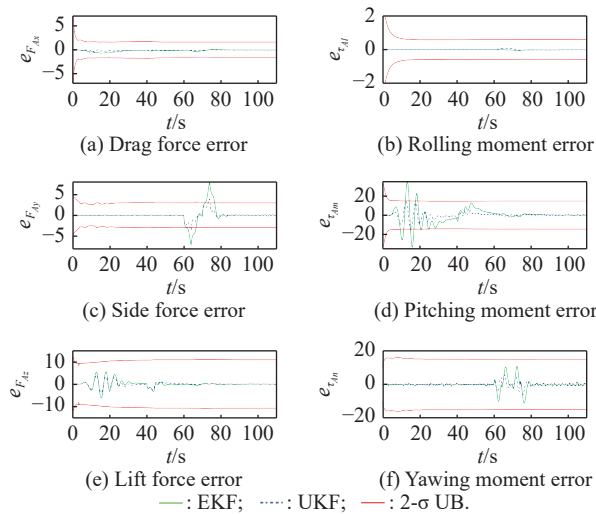 e_{F_{Ax}}
5
0
−5
0 20 40 60 80 100
t/s
(a) Drag force error
e_{τ_{Al}}
2
0
−2
0 20 40 60 80 100
t/s
(b) Rolling moment error
e_{F_{Ay}}
5
0
−5
0 20 40 60 80 100
t/s
(c) Side force error
e_{τ_{Am}}
20
0
−20
0 20 40 60 80 100
t/s
(d) Pitching moment error
e_{F_{Az}}
10
0
−10
0 20 40 60 80 100
t/s
(e) Lift force error
e_{τ_{An}}
20
0
−20
0 20 40 60 80 100
t/s
(f) Yawing moment error
: EKF; : UKF; : 2-σ UB.